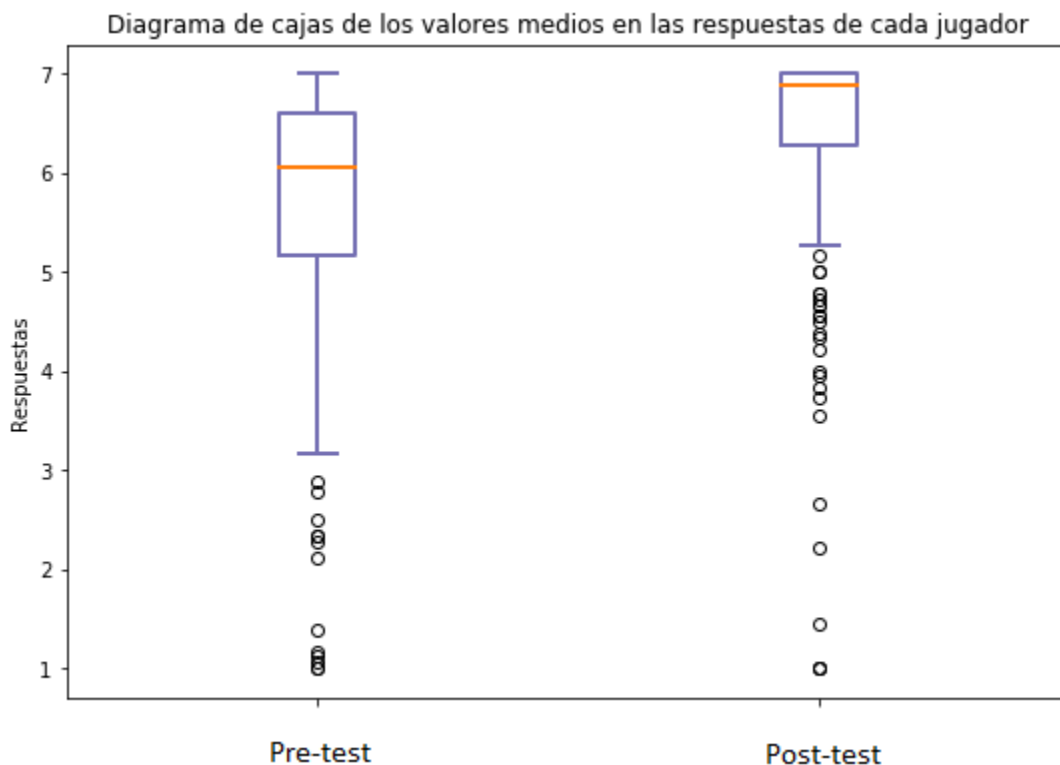 Diagrama de cajas de los valores medios en las respuestas de cada jugador
7
6
5
4
3
2
1
Respuestas
Pre-test
Post-test